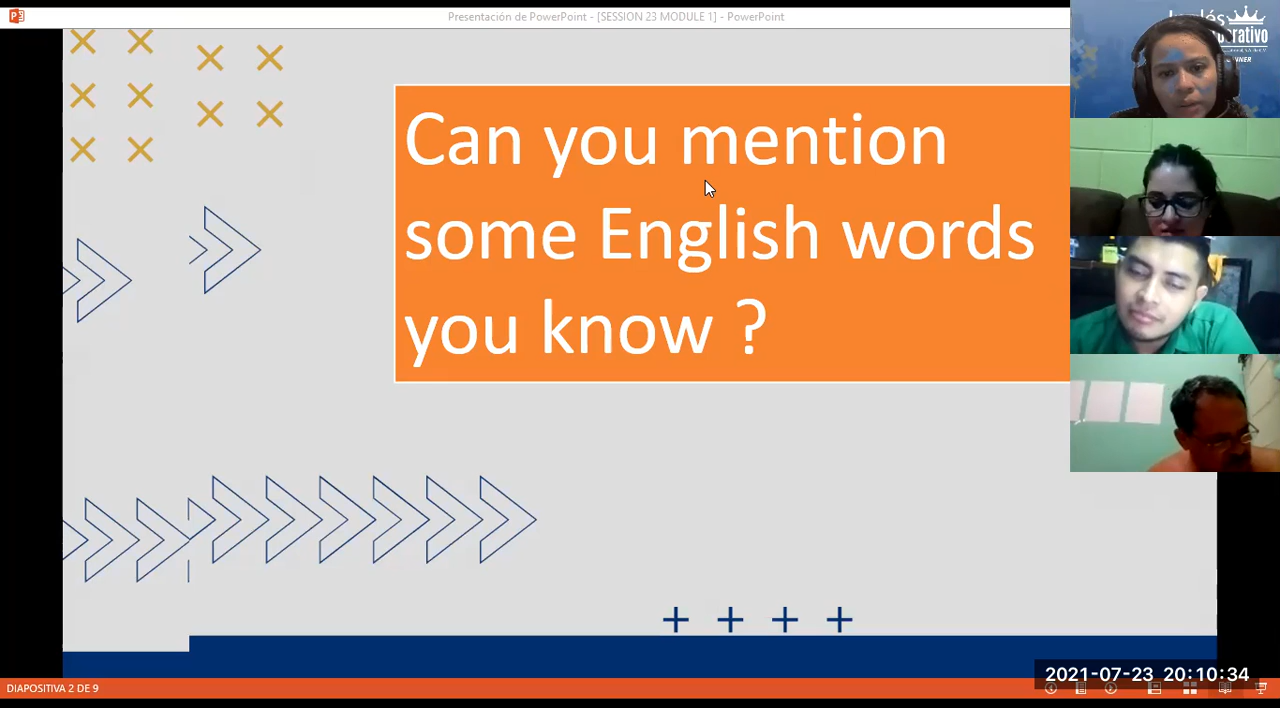 Presentación de PowerPoint - [SESSION 23 MODULE 1] - PowerPoint
Inglés
Can you mention
some English words
you know ?
2021-07-23 20:10:34
DIAPOSITIVA 2 DE 9